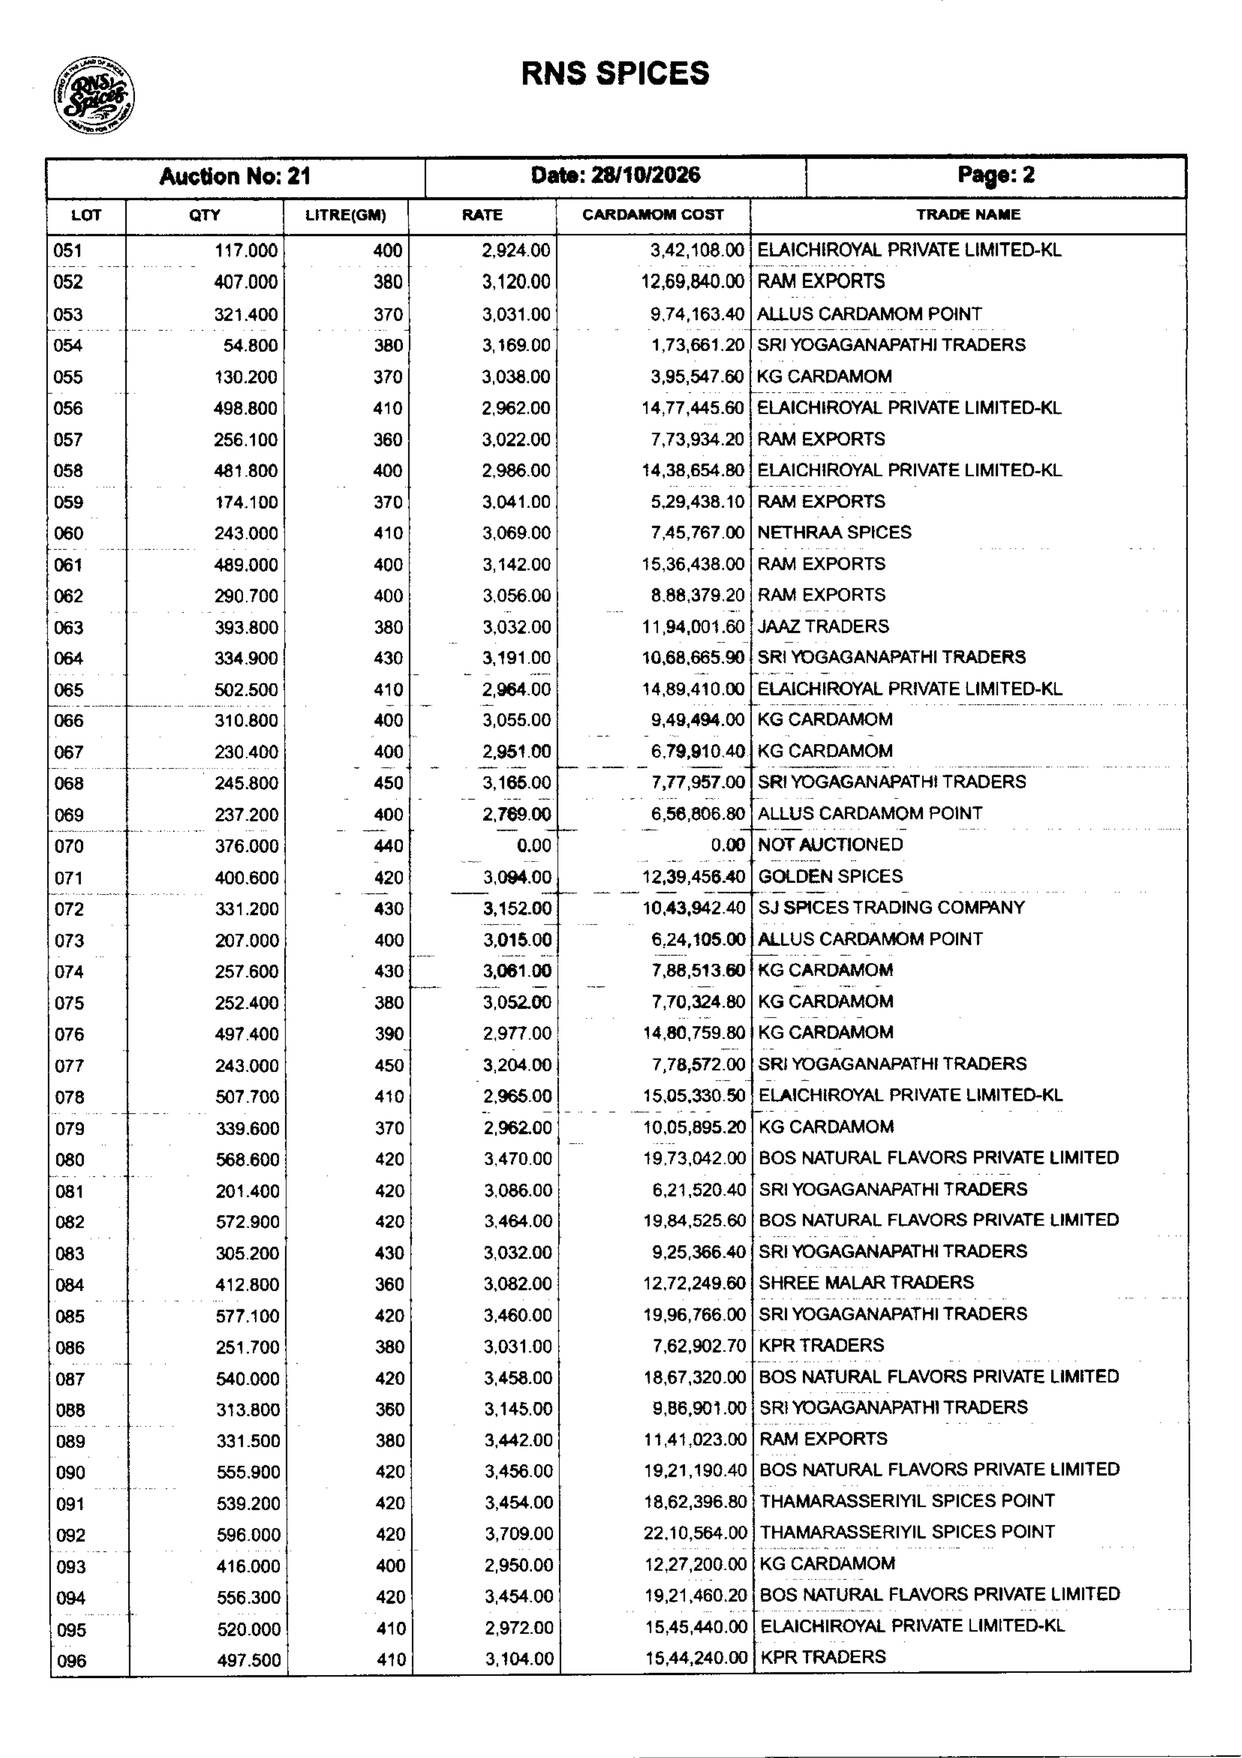 ROOTED IN THE LAND OF SPICES
RNS
Spices
CRAFTED FOR THE WORLD
RNS SPICES
Auction No: 21 Date: 28/10/2026 Page: 2
LOT QTY LITRE(GM) RATE CARDAMOM COST TRADE NAME
051 117.000 400 2,924.00 3,42,108.00 ELAICHIROYAL PRIVATE LIMITED-KL
052 407.000 380 3,120.00 12,69,840.00 RAM EXPORTS
053 321.400 370 3,031.00 9,74,163.40 ALLUS CARDAMOM POINT
054 54.800 380 3,169.00 1,73,661.20 SRI YOGAGANAPATHI TRADERS
055 130.200 370 3,038.00 3,95,547.60 KG CARDAMOM
056 498.800 410 2,962.00 14,77,445.60 ELAICHIROYAL PRIVATE LIMITED-KL
057 256.100 360 3,022.00 7,73,934.20 RAM EXPORTS
058 481.800 400 2,986.00 14,38,654.80 ELAICHIROYAL PRIVATE LIMITED-KL
059 174.100 370 3,041.00 5,29,438.10 RAM EXPORTS
060 243.000 410 3,069.00 7,45,767.00 NETHRAA SPICES
061 489.000 400 3,142.00 15,36,438.00 RAM EXPORTS
062 290.700 400 3,056.00 8,88,379.20 RAM EXPORTS
063 393.800 380 3,032.00 11,94,001.60 JAAZ TRADERS
064 334.900 430 3,191.00 10,68,665.90 SRI YOGAGANAPATHI TRADERS
065 502.500 410 2,964.00 14,89,410.00 ELAICHIROYAL PRIVATE LIMITED-KL
066 310.800 400 3,055.00 9,49,494.00 KG CARDAMOM
067 230.400 400 2,951.00 6,79,910.40 KG CARDAMOM
068 245.800 450 3,165.00 7,77,957.00 SRI YOGAGANAPATHI TRADERS
069 237.200 400 2,769.00 6,56,806.80 ALLUS CARDAMOM POINT
070 376.000 440 0.00 0.00 NOT AUCTIONED
071 400.600 420 3,094.00 12,39,456.40 GOLDEN SPICES
072 331.200 430 3,152.00 10,43,942.40 SJ SPICES TRADING COMPANY
073 207.000 400 3,015.00 6,24,105.00 ALLUS CARDAMOM POINT
074 257.600 430 3,061.00 7,88,513.60 KG CARDAMOM
075 252.400 380 3,052.00 7,70,324.80 KG CARDAMOM
076 497.400 390 2,977.00 14,80,759.80 KG CARDAMOM
077 243.000 450 3,204.00 7,78,572.00 SRI YOGAGANAPATHI TRADERS
078 507.700 410 2,965.00 15,05,330.50 ELAICHIROYAL PRIVATE LIMITED-KL
079 339.600 370 2,962.00 10,05,895.20 KG CARDAMOM
080 568.600 420 3,470.00 19,73,042.00 BOS NATURAL FLAVORS PRIVATE LIMITED
081 201.400 420 3,086.00 6,21,520.40 SRI YOGAGANAPATHI TRADERS
082 572.900 420 3,464.00 19,84,525.60 BOS NATURAL FLAVORS PRIVATE LIMITED
083 305.200 430 3,032.00 9,25,366.40 SRI YOGAGANAPATHI TRADERS
084 412.800 360 3,082.00 12,72,249.60 SHREE MALAR TRADERS
085 577.100 420 3,460.00 19,96,766.00 SRI YOGAGANAPATHI TRADERS
086 251.700 380 3,031.00 7,62,902.70 KPR TRADERS
087 540.000 420 3,458.00 18,67,320.00 BOS NATURAL FLAVORS PRIVATE LIMITED
088 313.800 360 3,145.00 9,86,901.00 SRI YOGAGANAPATHI TRADERS
089 331.500 380 3,442.00 11,41,023.00 RAM EXPORTS
090 555.900 420 3,456.00 19,21,190.40 BOS NATURAL FLAVORS PRIVATE LIMITED
091 539.200 420 3,454.00 18,62,396.80 THAMARASSERIYIL SPICES POINT
092 596.000 420 3,709.00 22,10,564.00 THAMARASSERIYIL SPICES POINT
093 416.000 400 2,950.00 12,27,200.00 KG CARDAMOM
094 556.300 420 3,454.00 19,21,460.20 BOS NATURAL FLAVORS PRIVATE LIMITED
095 520.000 410 2,972.00 15,45,440.00 ELAICHIROYAL PRIVATE LIMITED-KL
096 497.500 410 3,104.00 15,44,240.00 KPR TRADERS